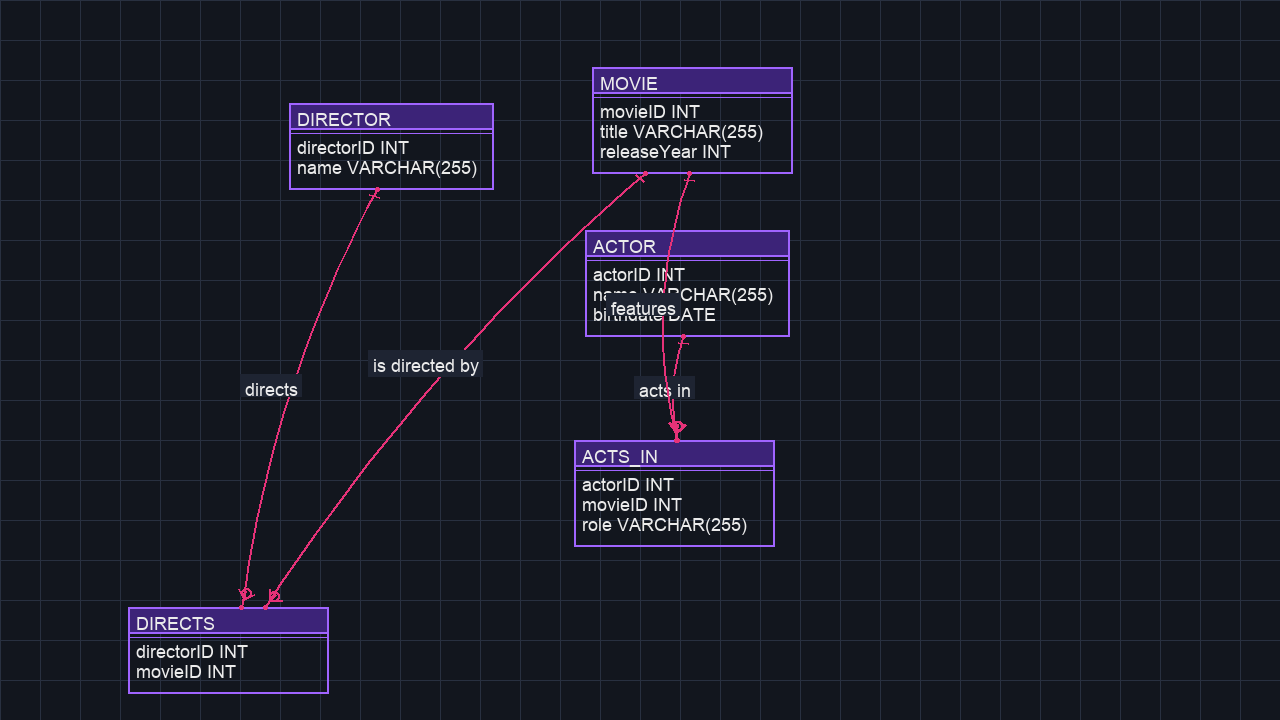 MOVIE
movieID INT
title VARCHAR(255)
releaseYear INT
DIRECTOR
directorID INT
name VARCHAR(255)
ACTOR
actorID INT
name VARCHAR(255)
birthdate DATE
features
is directed by
directs
acts in
ACTS_IN
actorID INT
movieID INT
role VARCHAR(255)
DIRECTS
directorID INT
movieID INT